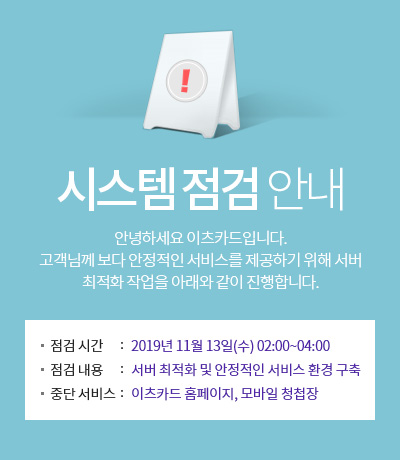 !
시스템 점검 안내
안녕하세요 이츠카드입니다.
고객님께 보다 안정적인 서비스를 제공하기 위해 서버
최적화 작업을 아래와 같이 진행합니다.
▪ 점검 시간 : 2019년 11월 13일(수) 02:00~04:00
▪ 점검 내용 : 서버 최적화 및 안정적인 서비스 환경 구축
▪ 중단 서비스 : 이츠카드 홈페이지, 모바일 청첩장